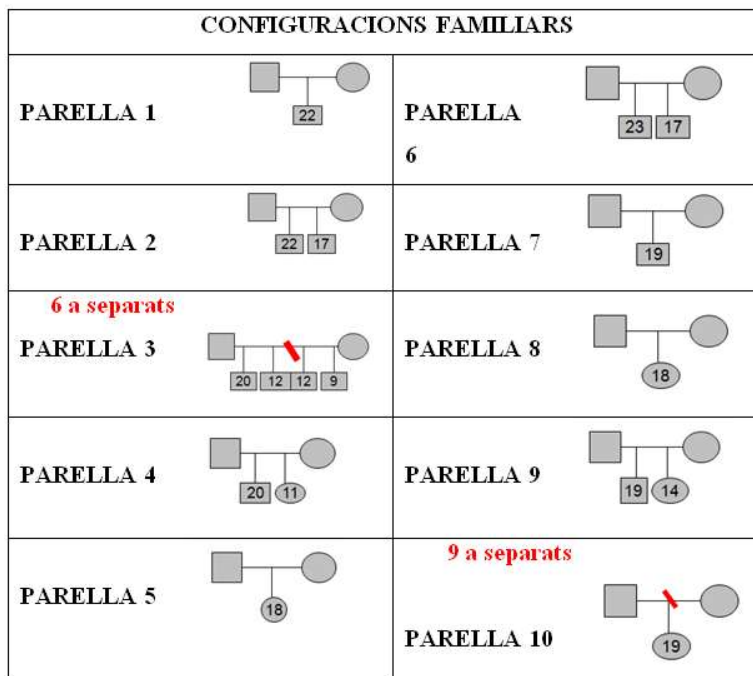 CONFIGURACIONS FAMILIARS
PARELLA 1
22
PARELLA
6
23 17
PARELLA 2
22 17
PARELLA 7
19
6 a separats
PARELLA 3
20 12 12 9
PARELLA 8
18
PARELLA 4
20 11
PARELLA 9
19 14
PARELLA 5
18
9 a separats
PARELLA 10
19